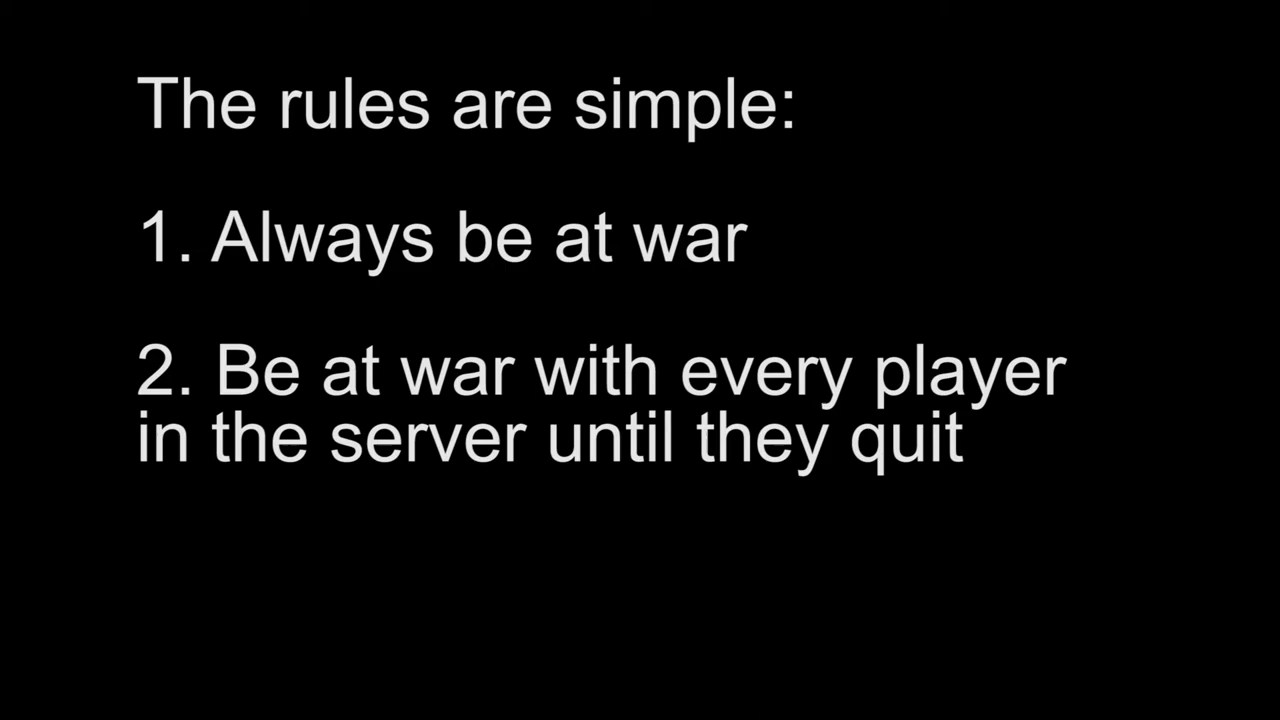 The rules are simple:
1. Always be at war
2. Be at war with every player
in the server until they quit